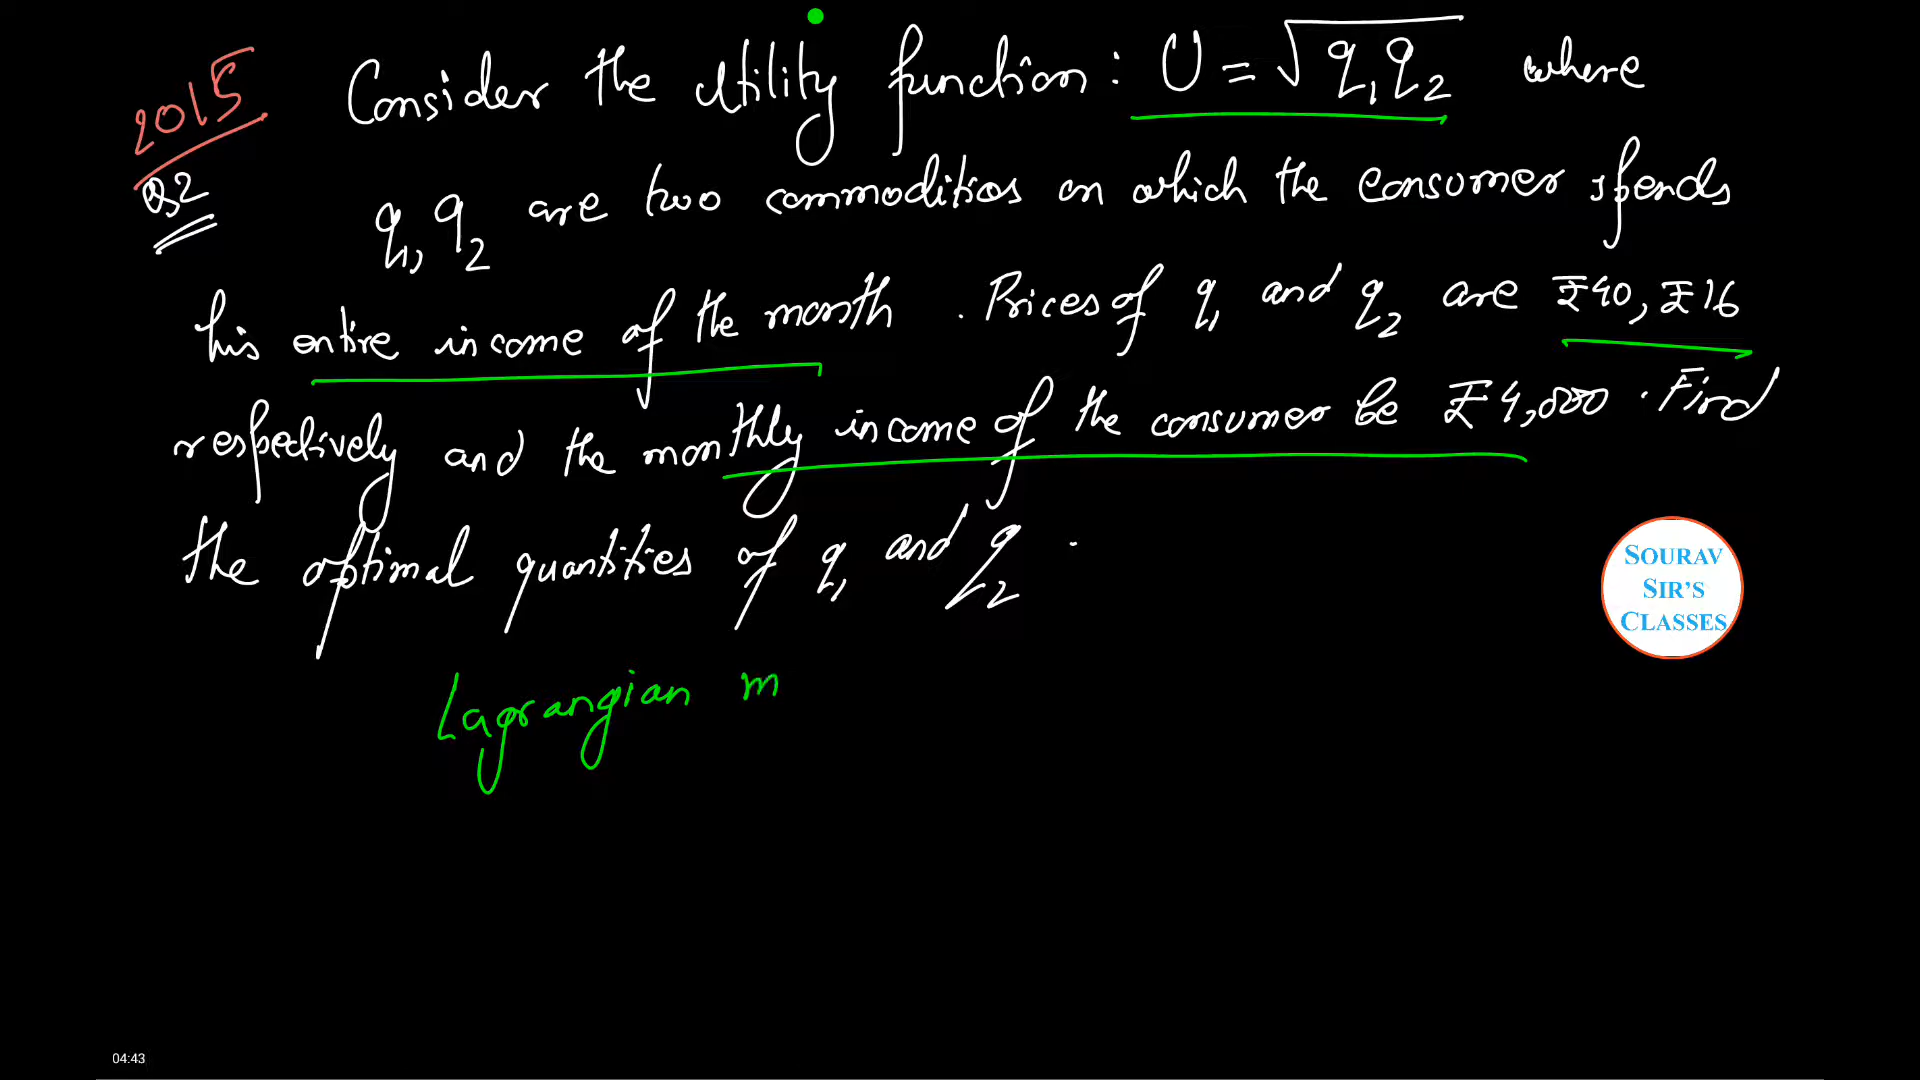 2015 Consider the utility function: U = √q₁q₂ where
Q2 q₁, q₂ are two commodities on which the consumer spends
his entire income of the month. Prices of q₁ and q₂ are ₹40, ₹16
respectively and the monthly income of the consumer be ₹4,000. Find
the optimal quantities of q₁ and q₂.
SOURAV
SIR'S
CLASSES
Lagrangian m
04:43